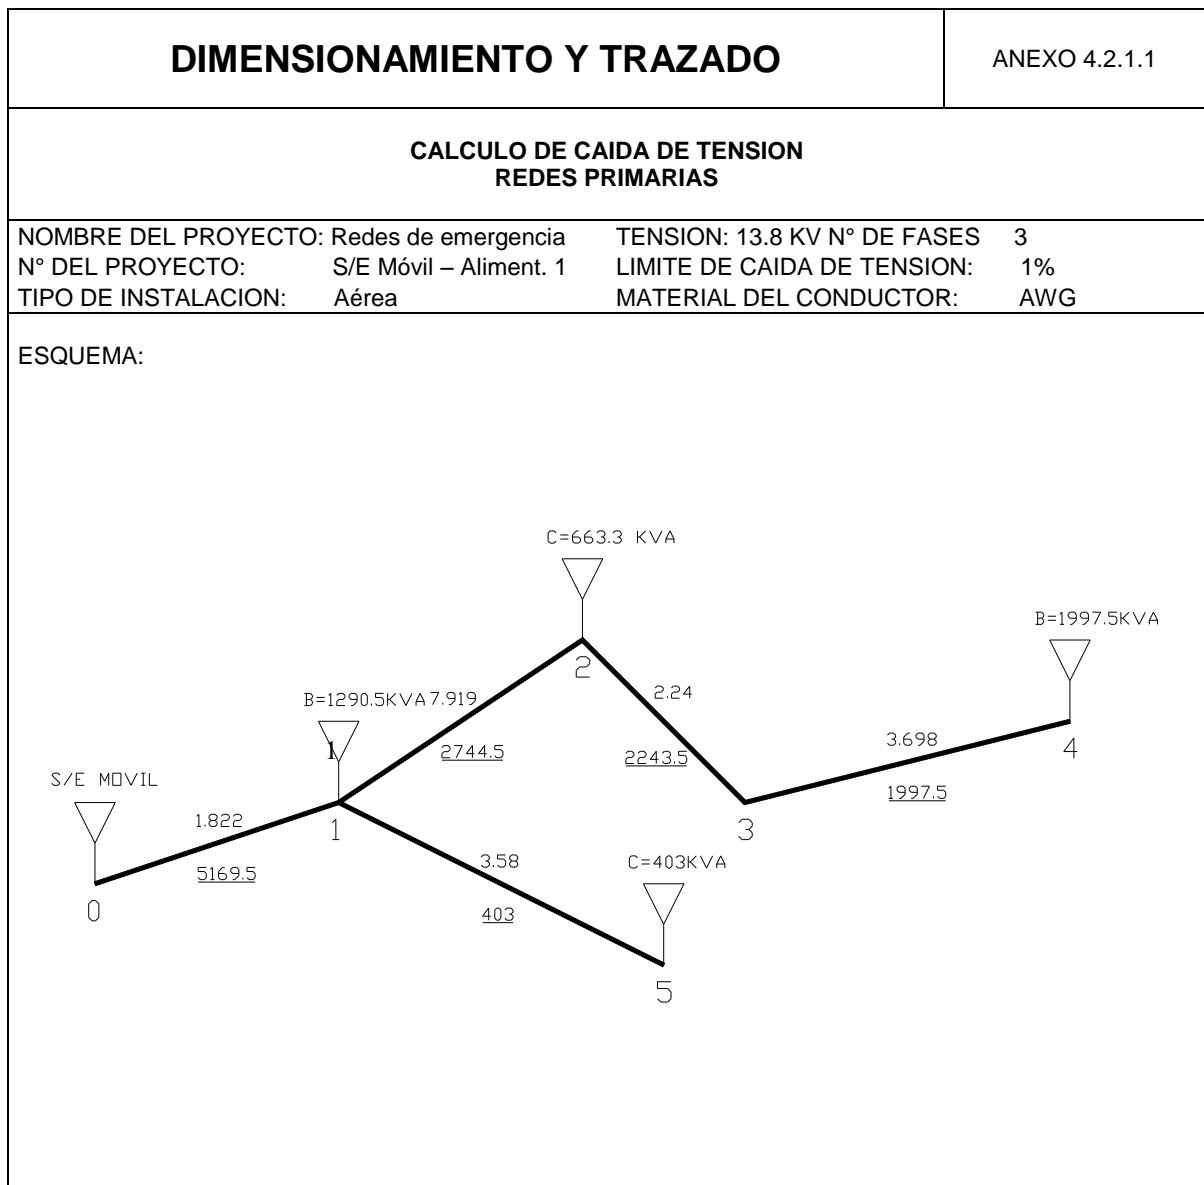 DIMENSIONAMIENTO Y TRAZADO
ANEXO 4.2.1.1
CALCULO DE CAIDA DE TENSION
REDES PRIMARIAS
NOMBRE DEL PROYECTO: Redes de emergencia TENSION: 13.8 KV N° DE FASES 3
N° DEL PROYECTO: S/E Móvil – Aliment. 1 LIMITE DE CAIDA DE TENSION: 1%
TIPO DE INSTALACION: Aérea MATERIAL DEL CONDUCTOR: AWG
ESQUEMA:
C=663.3 KVA
B=1997.5KVA
2
B=1290.5KVA 7.919
2.24
1
2744.5
2243.5
3.698
4
S/E MOVIL
1997.5
1.822
1
3
5169.5
3.58
C=403KVA
0
403
5